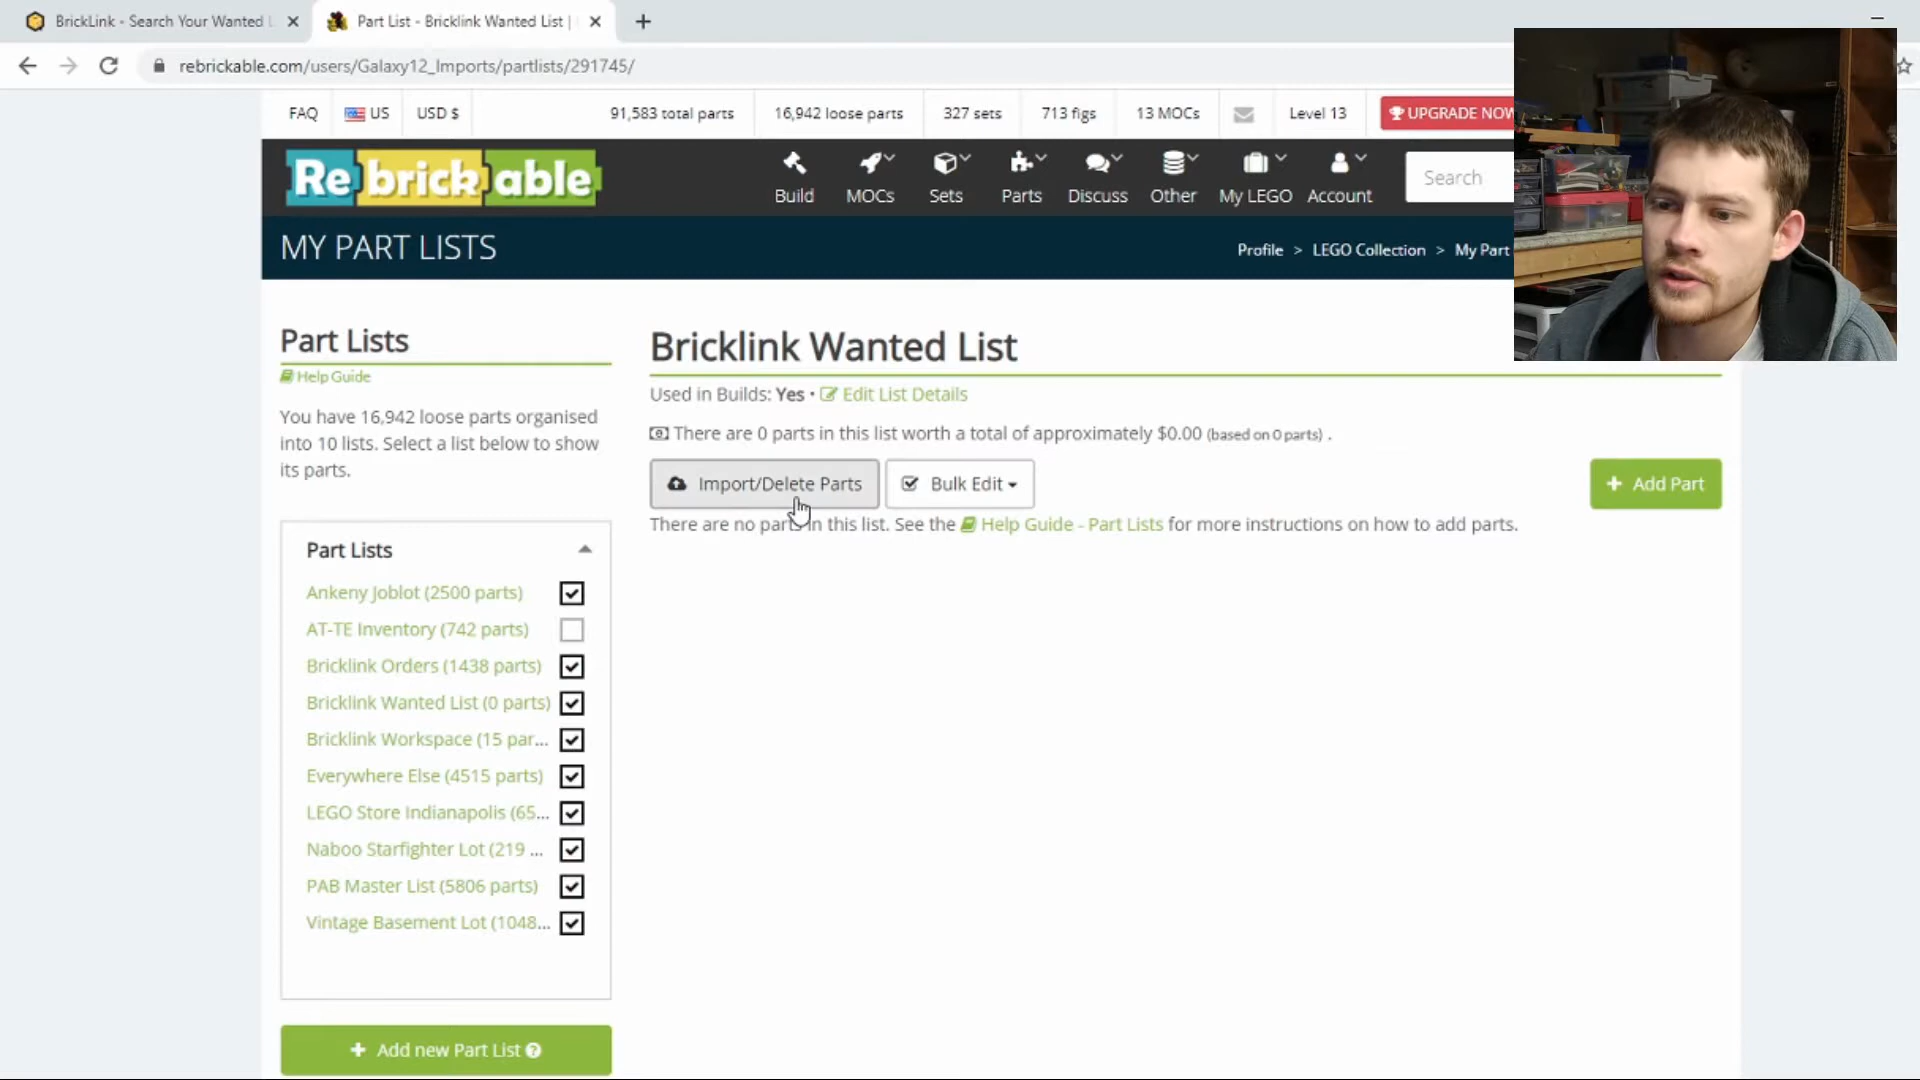 BrickLink - Search Your Wanted L
Part List - Bricklink Wanted List |
rebrickable.com/users/Galaxy12_Imports/partlists/291745/
FAQ US USD $ 91,583 total parts 16,942 loose parts 327 sets 713 figs 13 MOCs Level 13 UPGRADE NOW
Rebrickable
Build MOCs Sets Parts Discuss Other My LEGO Account Search
MY PART LISTS
Profile > LEGO Collection > My Part
Part Lists
Help Guide
You have 16,942 loose parts organised
into 10 lists. Select a list below to show
its parts.
Part Lists
Ankeny Joblot (2500 parts)
AT-TE Inventory (742 parts)
Bricklink Orders (1438 parts)
Bricklink Wanted List (0 parts)
Bricklink Workspace (15 par...
Everywhere Else (4515 parts)
LEGO Store Indianapolis (65...
Naboo Starfighter Lot (219 ...
PAB Master List (5806 parts)
Vintage Basement Lot (1048...
+ Add new Part List
Bricklink Wanted List
Used in Builds: Yes • Edit List Details
There are 0 parts in this list worth a total of approximately $0.00 (based on 0 parts) .
Import/Delete Parts Bulk Edit + Add Part
There are no parts in this list. See the Help Guide - Part Lists for more instructions on how to add parts.